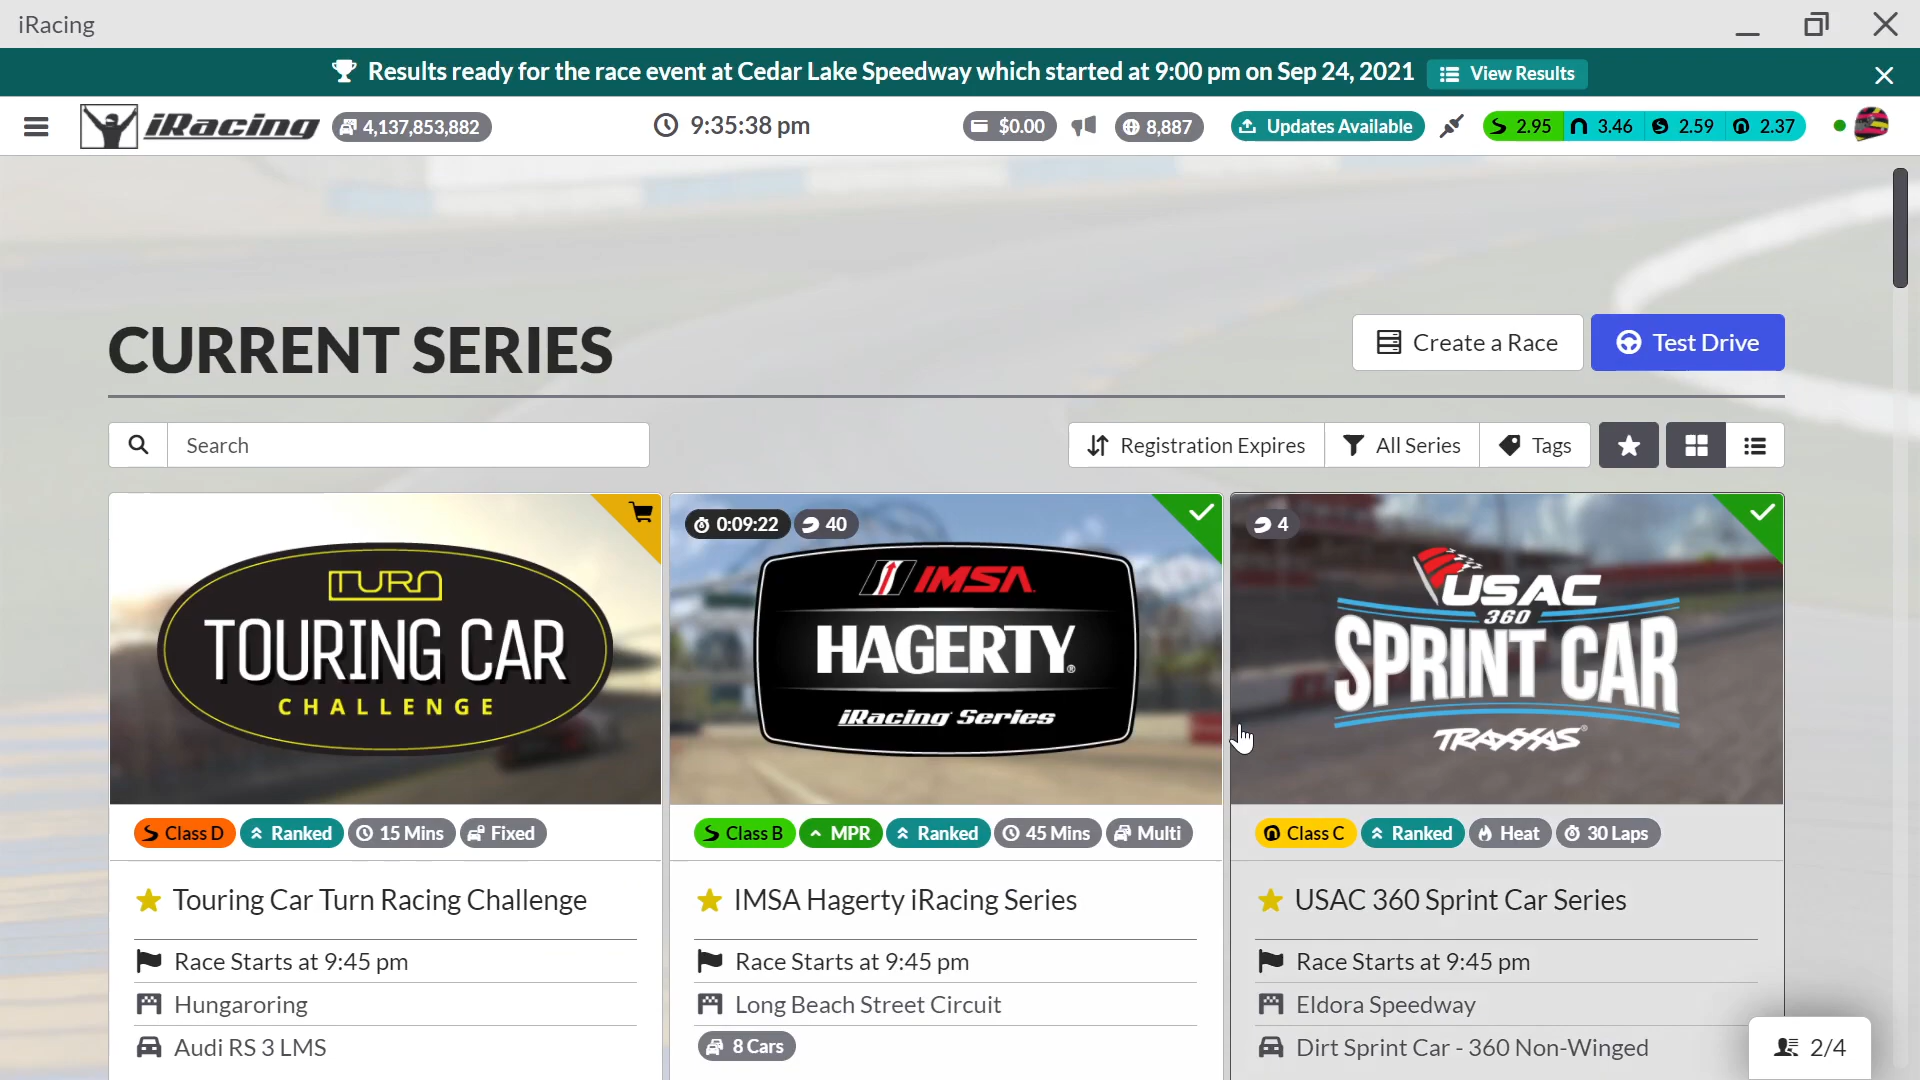 iRacing
Results ready for the race event at Cedar Lake Speedway which started at 9:00 pm on Sep 24, 2021 View Results
iRacing 4,137,853,882 9:35:38 pm $0.00 8,887 Updates Available 2.95 3.46 2.59 2.37
CURRENT SERIES
Create a Race Test Drive
Search Registration Expires All Series Tags
0:09:22 40 4
TURN
TOURING CAR
CHALLENGE
IMSA
HAGERTY®
iRacing Series
USAC
360
SPRINT CAR
TRAXXAS®
Class D Ranked 15 Mins Fixed
Class B MPR Ranked 45 Mins Multi
Class C Ranked Heat 30 Laps
Touring Car Turn Racing Challenge
Race Starts at 9:45 pm
Hungaroring
Audi RS 3 LMS
IMSA Hagerty iRacing Series
Race Starts at 9:45 pm
Long Beach Street Circuit
8 Cars
USAC 360 Sprint Car Series
Race Starts at 9:45 pm
Eldora Speedway
Dirt Sprint Car - 360 Non-Winged
2/4